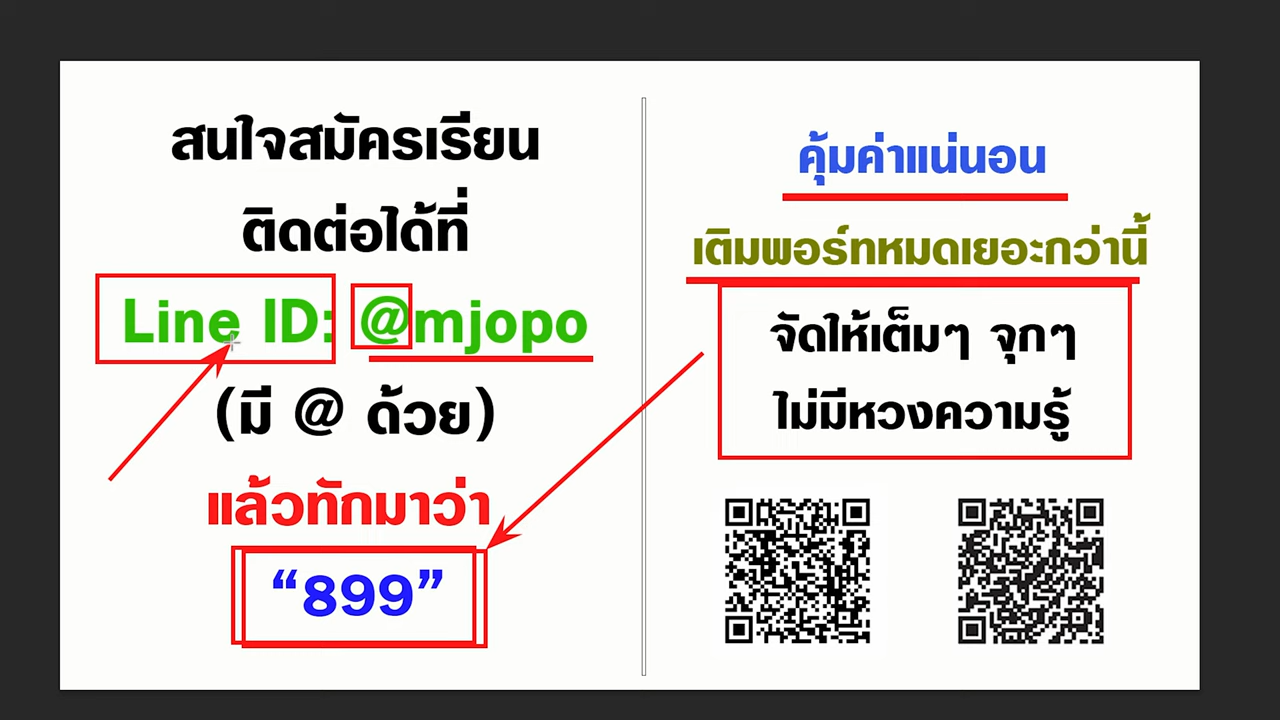 สนใจสมัครเรียน
ติดต่อได้ที่
Line ID: @mjopo
(มี @ ด้วย)
แล้วทักมาว่า
“899”
คุ้มค่าแน่นอน
เติมพอร์ทหมดเยอะกว่านี้
จัดให้เต็มๆ จุกๆ
ไม่มีหวงความรู้